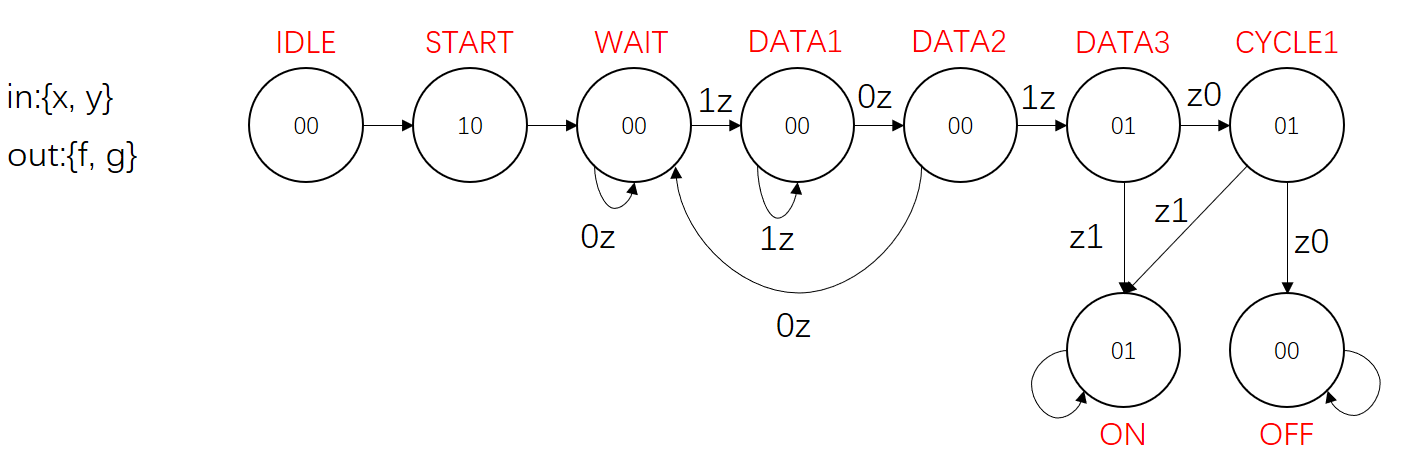 IDLE START WAIT DATA1 DATA2 DATA3 CYCLE1
in:{x, y}
out:{f, g}
00 10 00 00 00 01 01
1z 0z 1z z0
0z 1z 0z
z1 z1 z0
01 00
ON OFF